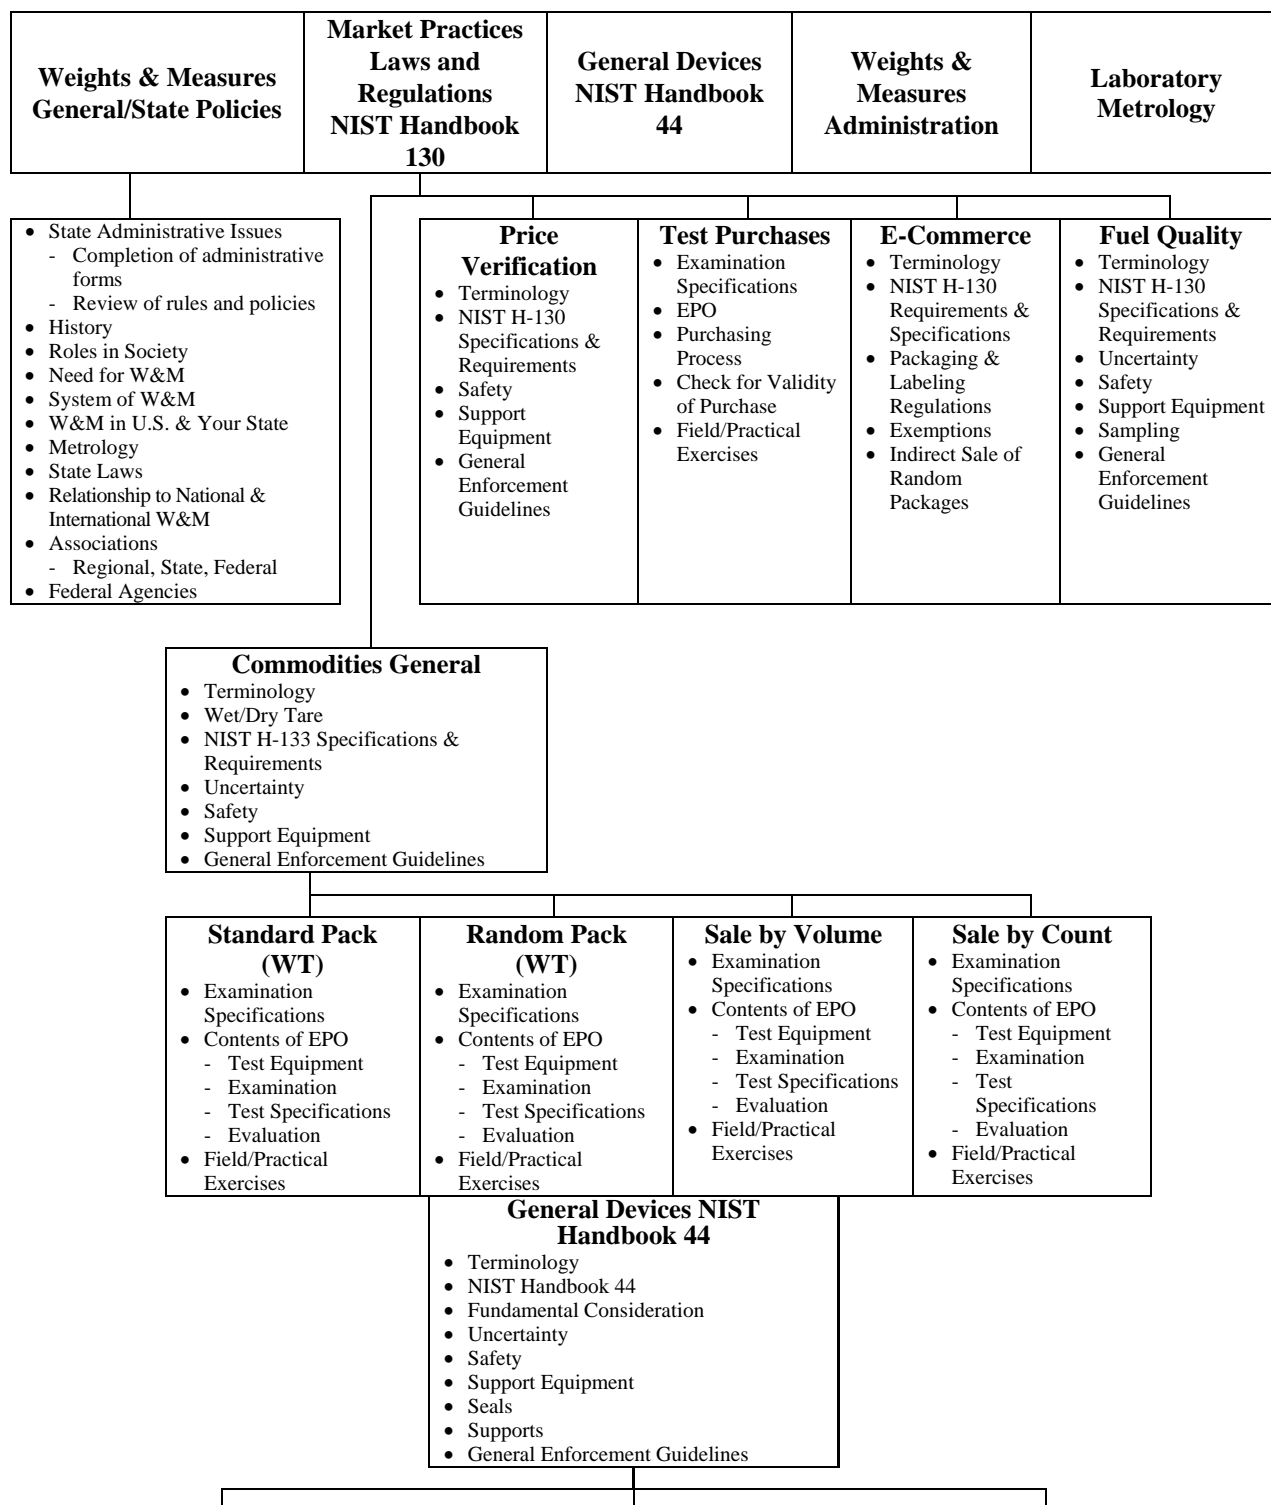 Weights & Measures
General/State Policies
Market Practices
Laws and
Regulations
NIST Handbook
130
General Devices
NIST Handbook
44
Weights &
Measures
Administration
Laboratory
Metrology
• State Administrative Issues
- Completion of administrative
forms
- Review of rules and policies
• History
• Roles in Society
• Need for W&M
• System of W&M
• W&M in U.S. & Your State
• Metrology
• State Laws
• Relationship to National &
International W&M
• Associations
- Regional, State, Federal
• Federal Agencies
Price
Verification
• Terminology
• NIST H-130
Specifications &
Requirements
• Safety
• Support
Equipment
• General
Enforcement
Guidelines
Test Purchases
• Examination
Specifications
• EPO
• Purchasing
Process
• Check for Validity
of Purchase
• Field/Practical
Exercises
E-Commerce
• Terminology
• NIST H-130
Requirements &
Specifications
• Packaging &
Labeling
Regulations
• Exemptions
• Indirect Sale of
Random
Packages
Fuel Quality
• Terminology
• NIST H-130
Specifications &
Requirements
• Uncertainty
• Safety
• Support Equipment
• Sampling
• General
Enforcement
Guidelines
Commodities General
• Terminology
• Wet/Dry Tare
• NIST H-133 Specifications &
Requirements
• Uncertainty
• Safety
• Support Equipment
• General Enforcement Guidelines
Standard Pack
(WT)
• Examination
Specifications
• Contents of EPO
- Test Equipment
- Examination
- Test Specifications
- Evaluation
• Field/Practical
Exercises
Random Pack
(WT)
• Examination
Specifications
• Contents of EPO
- Test Equipment
- Examination
- Test Specifications
- Evaluation
• Field/Practical
Exercises
Sale by Volume
• Examination
Specifications
• Contents of EPO
- Test Equipment
- Examination
- Test Specifications
- Evaluation
• Field/Practical
Exercises
Sale by Count
• Examination
Specifications
• Contents of EPO
- Test Equipment
- Examination
- Test
Specifications
- Evaluation
• Field/Practical
Exercises
General Devices NIST
Handbook 44
• Terminology
• NIST Handbook 44
• Fundamental Consideration
• Uncertainty
• Safety
• Support Equipment
• Seals
• Supports
• General Enforcement Guidelines